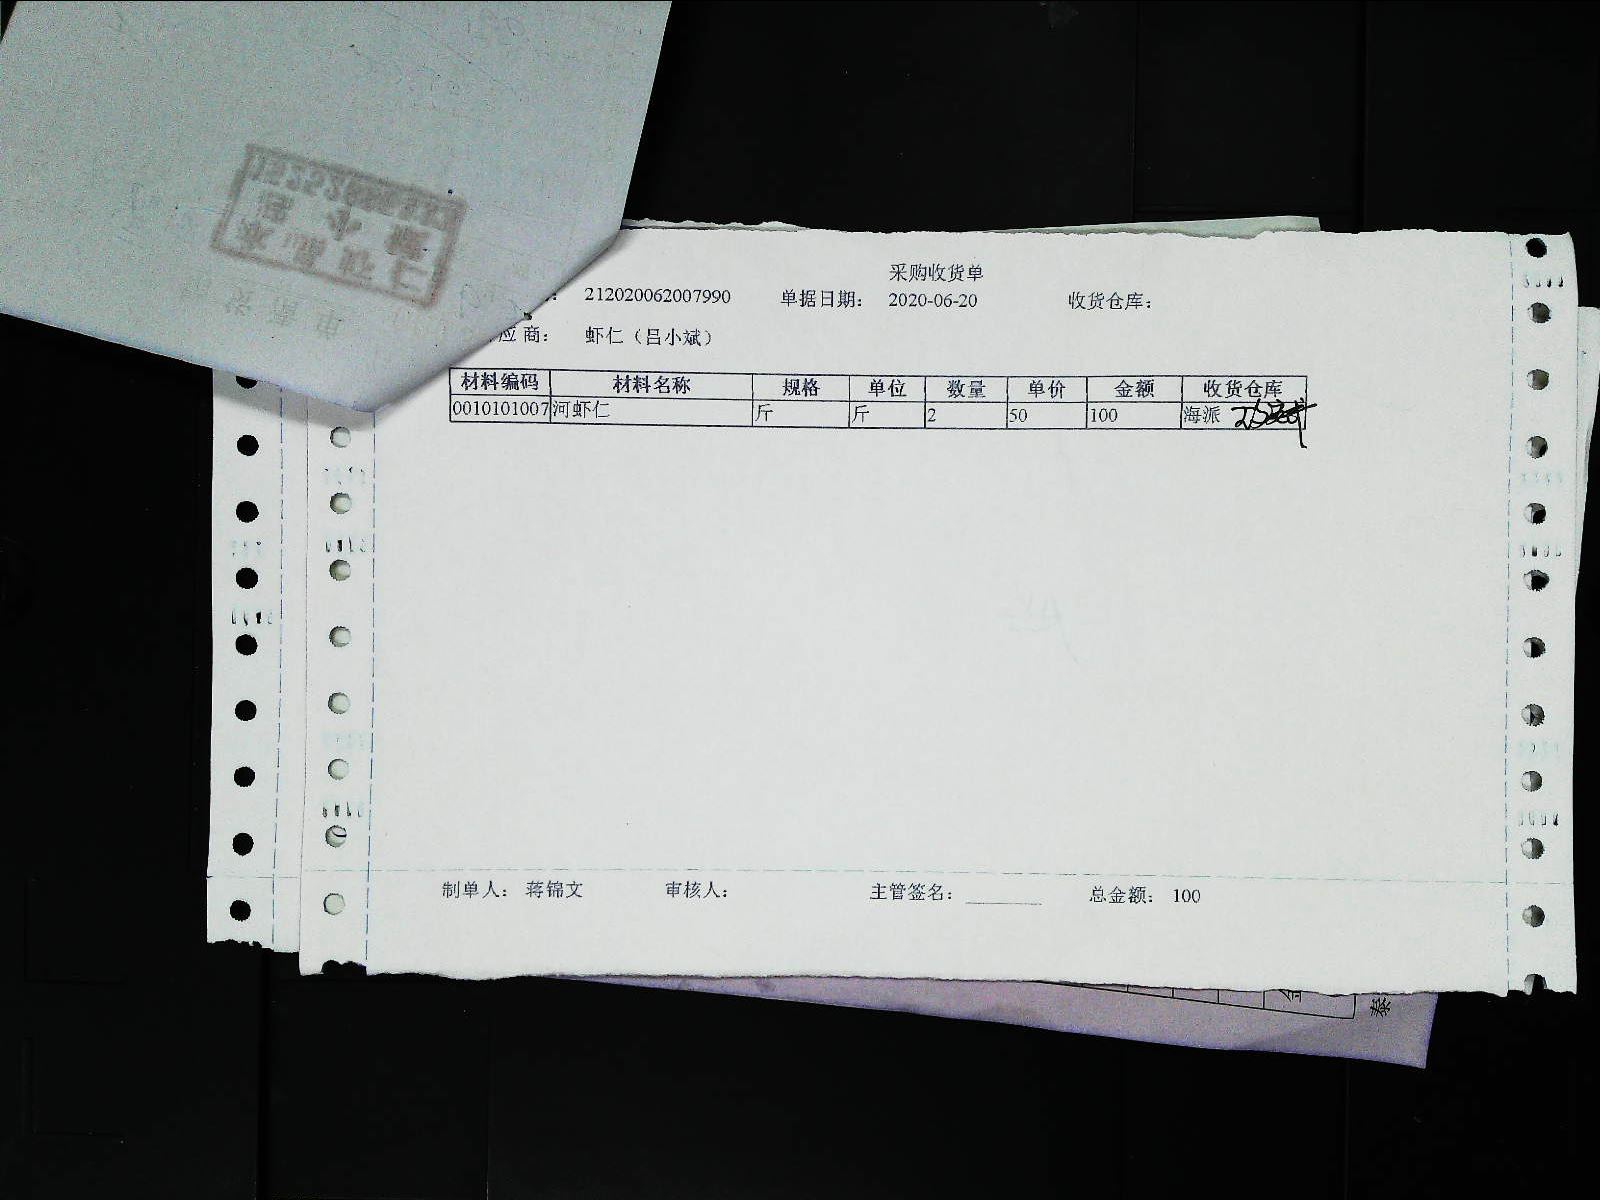 采购收货单
: 212020062007990 单据日期: 2020-06-20 收货仓库:
应商: 虾仁（吕小斌）
材料编码 材料名称 规格 单位 数量 单价 金额 收货仓库
0010101007 河虾仁 斤 斤 2 50 100 海派
制单人: 蒋锦文 审核人: 主管签名: 总金额: 100
泰